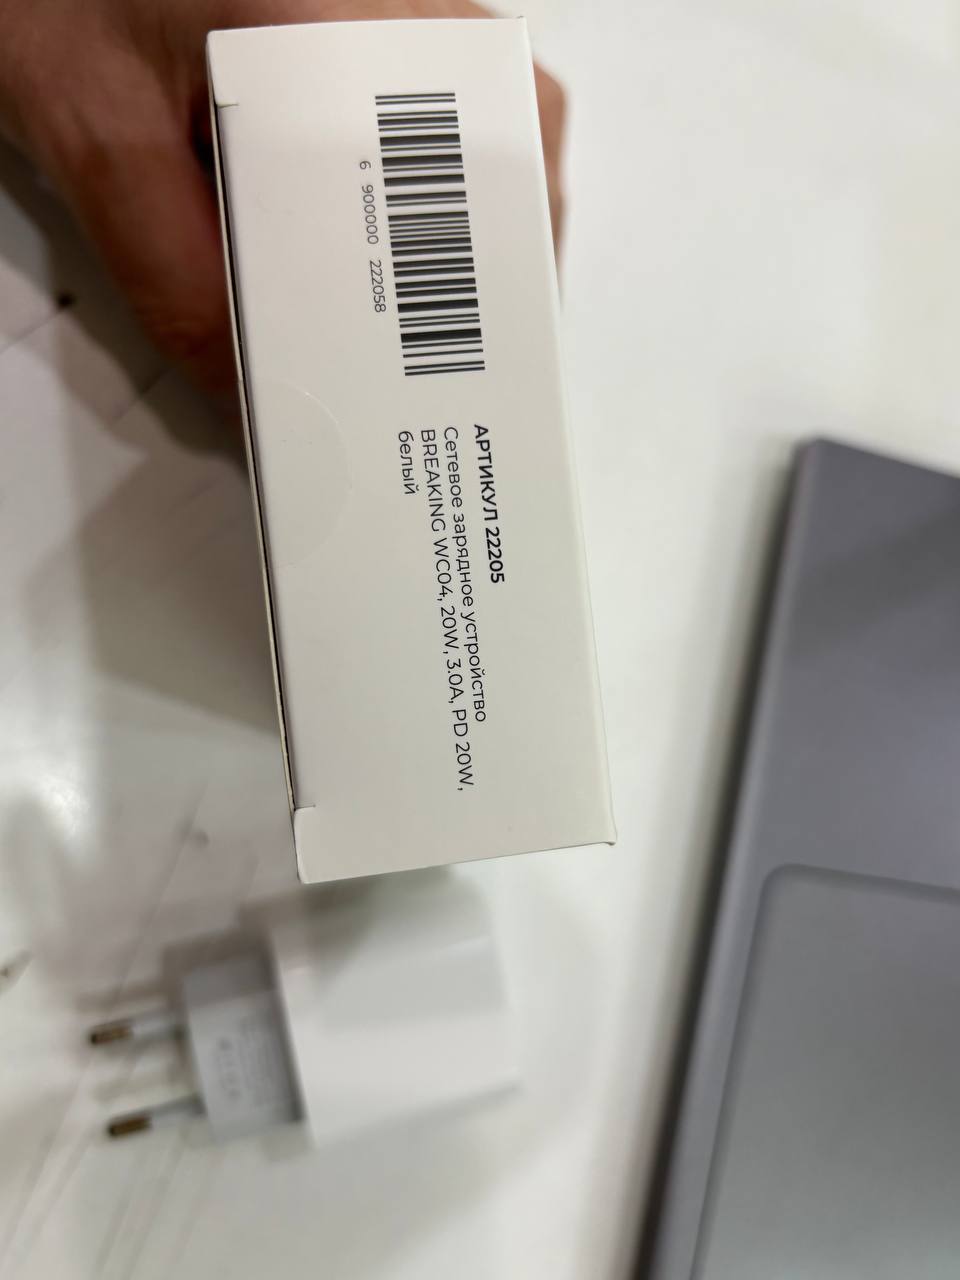 6 900000 222058
АРТИКУЛ 22205
Сетевое зарядное устройство
BREAKING WC04, 20W, 3.0A, PD 20W,
белый